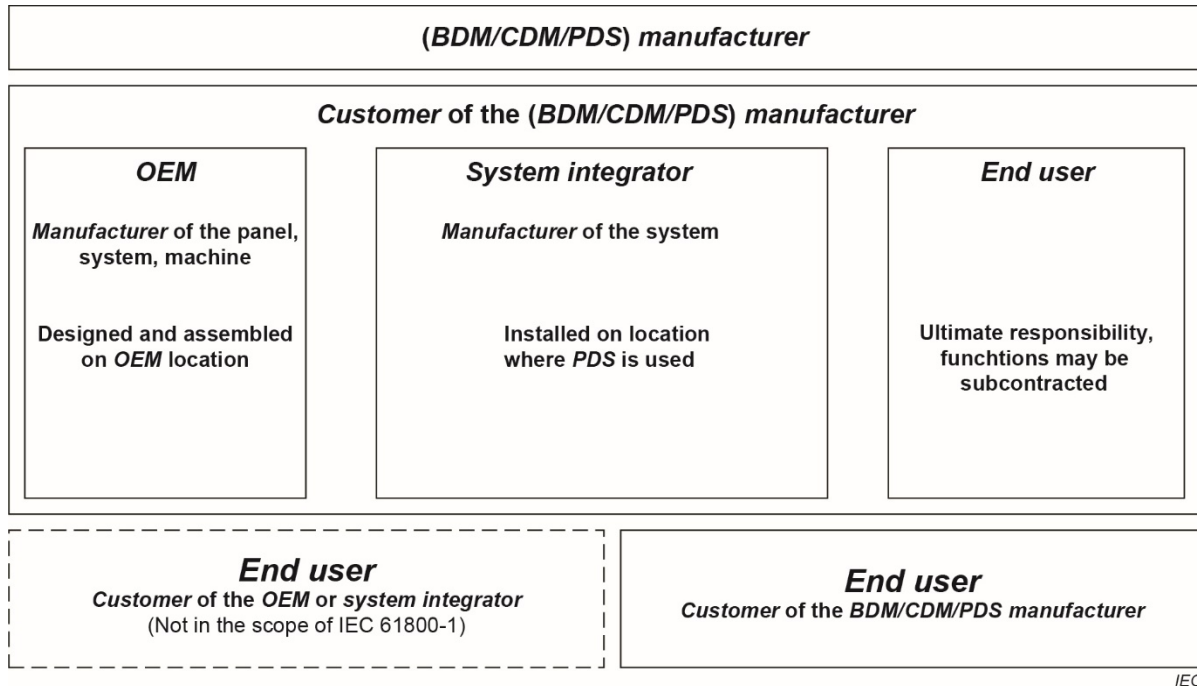 (BDM/CDM/PDS) manufacturer
Customer of the (BDM/CDM/PDS) manufacturer
OEM
Manufacturer of the panel,
system, machine
Designed and assembled
on OEM location
System integrator
Manufacturer of the system
Installed on location
where PDS is used
End user
Ultimate responsibility,
funchtions may be
subcontracted
End user
Customer of the OEM or system integrator
(Not in the scope of IEC 61800-1)
End user
Customer of the BDM/CDM/PDS manufacturer
IEC